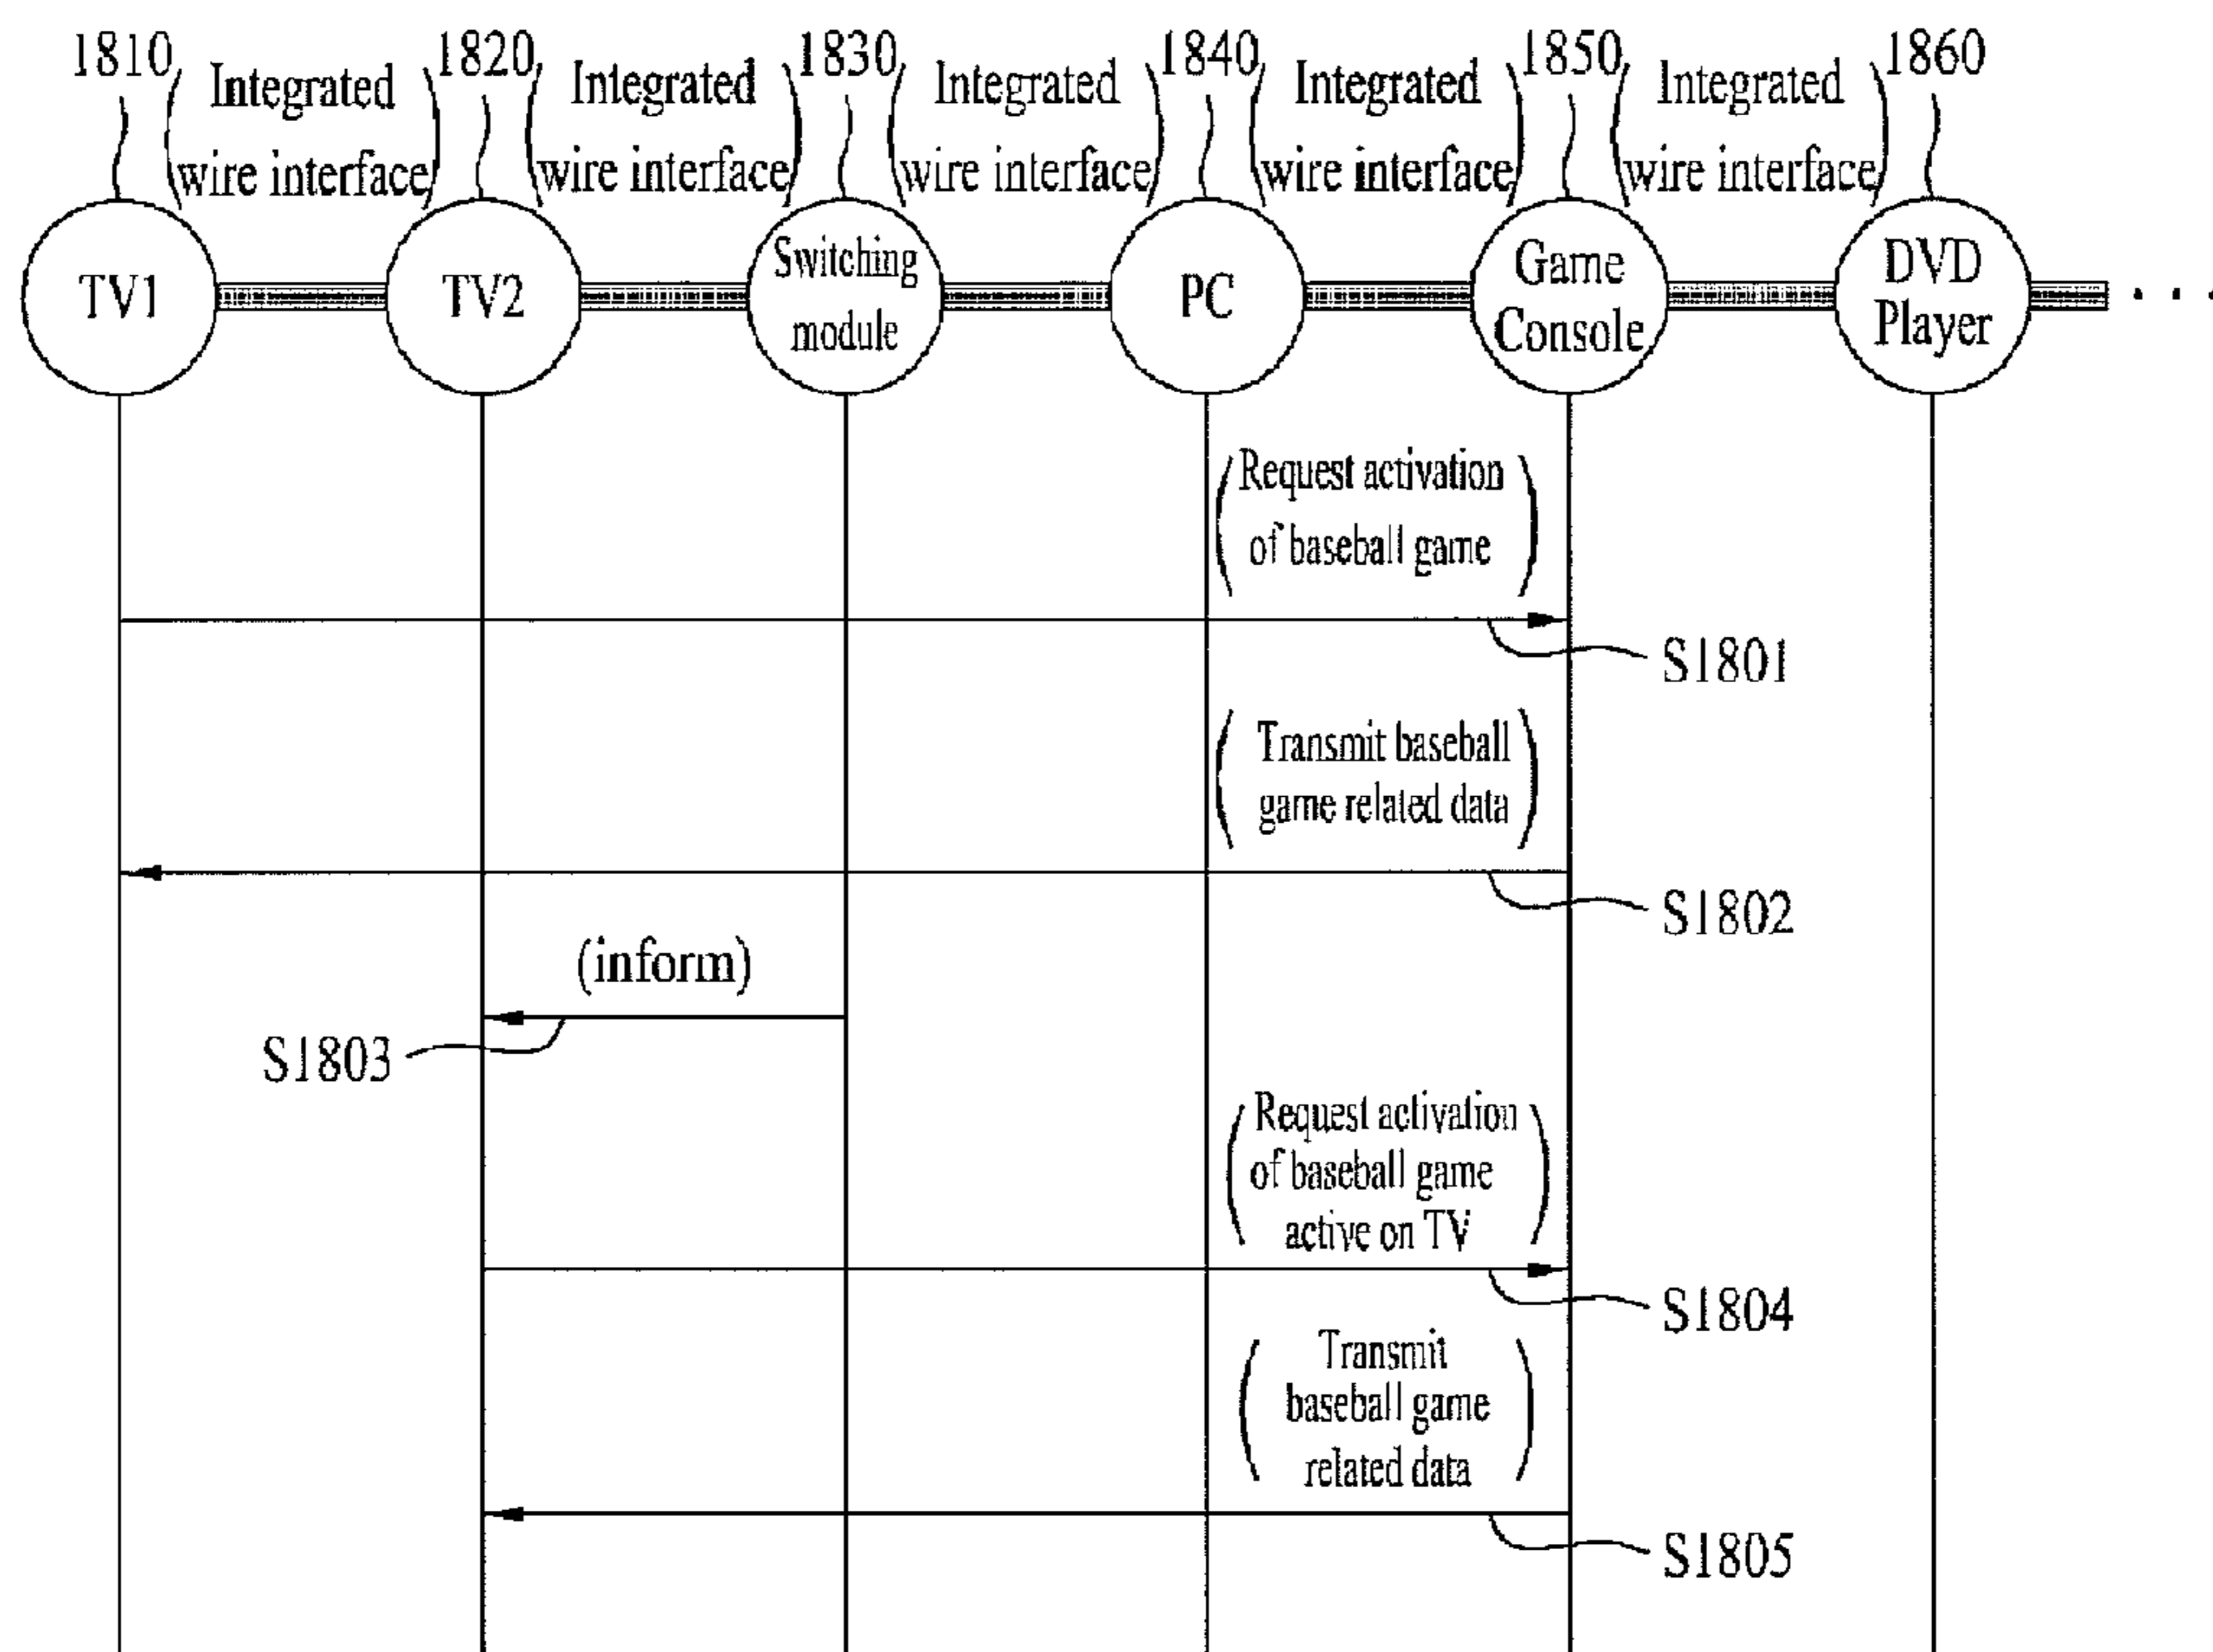 1810 1820 1830 1840 1850 1860
(Integrated (Integrated (Integrated (Integrated (Integrated
wire interface) wire interface) wire interface) wire interface) wire interface)
TV1
TV2
Switching
module
PC
Game
Console
DVD
Player
. . .
(Request activation
of baseball game)
S1801
(Transmit baseball
game related data)
S1802
(inform)
S1803
(Request activation
of baseball game
active on TV)
S1804
(Transmit
baseball game
related data)
S1805